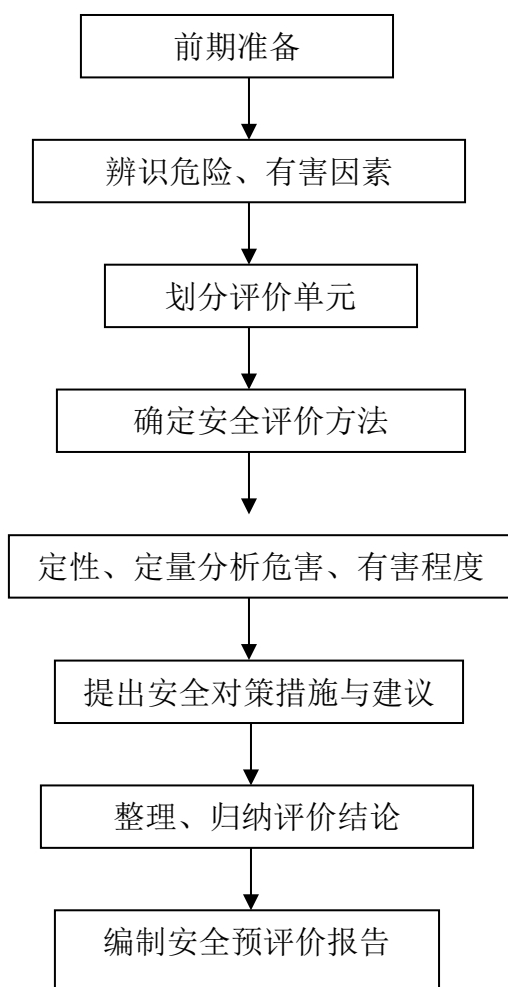 前期准备
辨识危险、有害因素
划分评价单元
确定安全评价方法
定性、定量分析危害、有害程度
提出安全对策措施与建议
整理、归纳评价结论
编制安全预评价报告